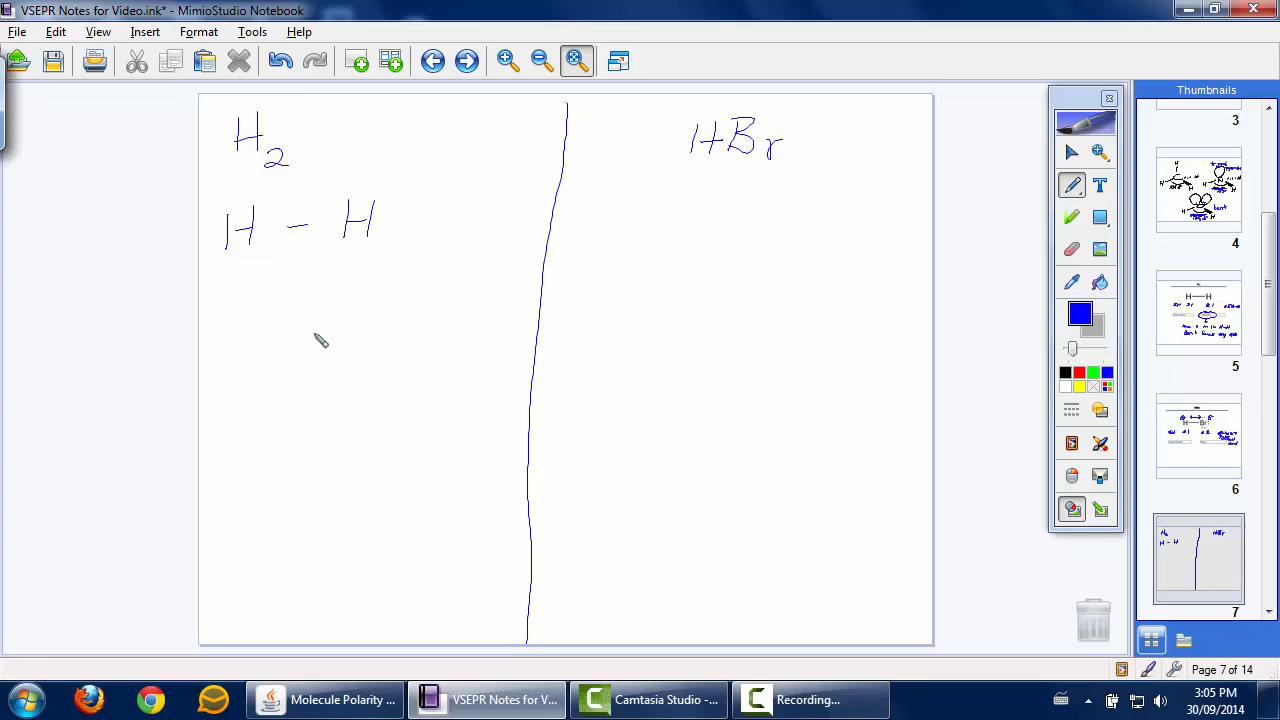 VSEPR Notes for Video.ink* - MimioStudio Notebook
File Edit View Insert Format Tools Help
H2
HBr
H - H
Thumbnails
3
4
5
6
7
Page 7 of 14
Molecule Polarity ...
VSEPR Notes for V...
Camtasia Studio -...
Recording...
3:05 PM
30/09/2014